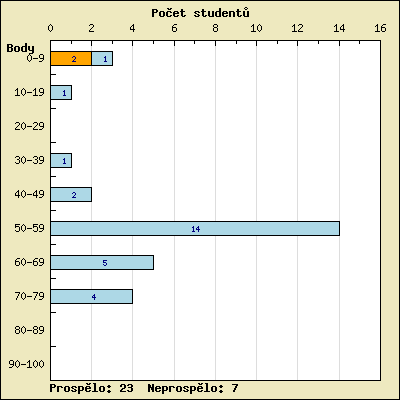 Počet studentů
0 2 4 6 8 10 12 14 16
Body
0-9 2 1
10-19 1
20-29
30-39 1
40-49 2
50-59 14
60-69 5
70-79 4
80-89
90-100
Prospělo: 23 Neprospělo: 7